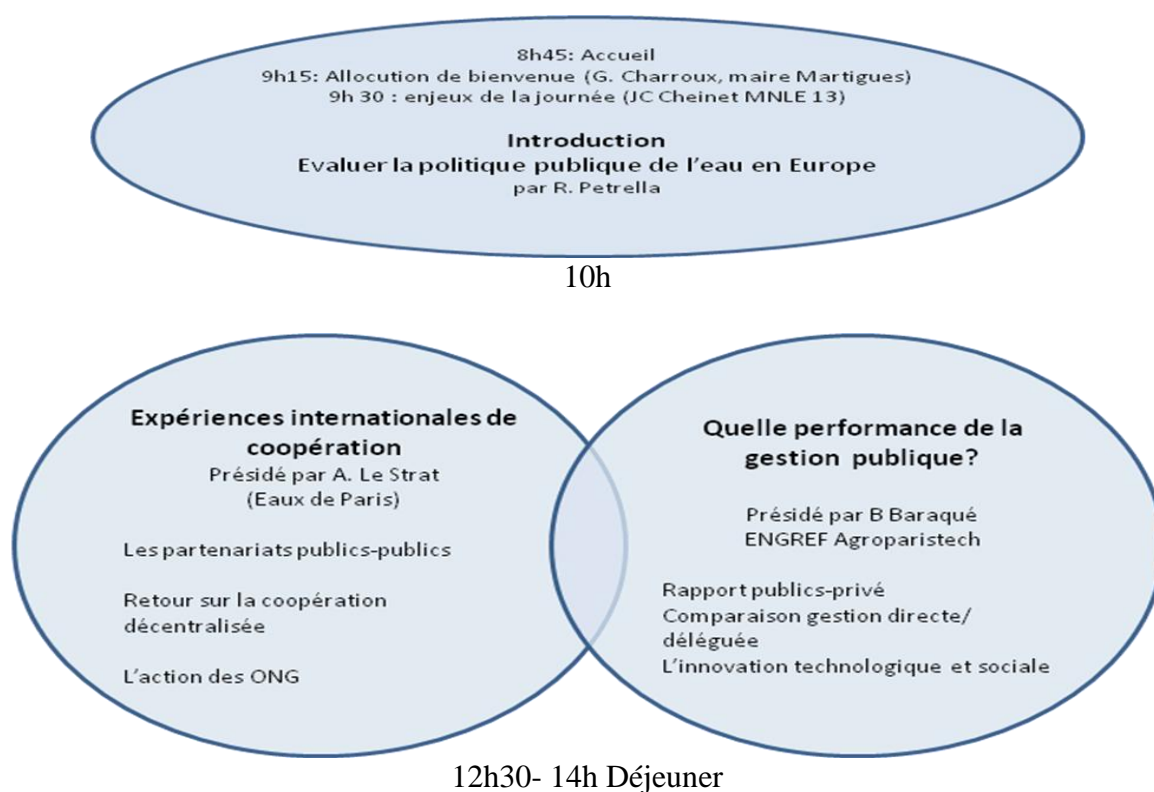 8h45: Accueil
9h15: Allocution de bienvenue (G. Charroux, maire Martigues)
9h 30 : enjeux de la journée (JC Cheinet MNLE 13)
Introduction
Evaluer la politique publique de l'eau en Europe
par R. Petrella
10h
Expériences internationales de
coopération
Présidé par A. Le Strat
(Eaux de Paris)
Les partenariats publics-publics
Retour sur la coopération
décentralisée
L'action des ONG
Quelle performance de la
gestion publique?
Présidé par B Baraqué
ENGREF Agroparistech
Rapport publics-privé
Comparaison gestion directe/
déléguée
L'innovation technologique et sociale
12h30- 14h Déjeuner